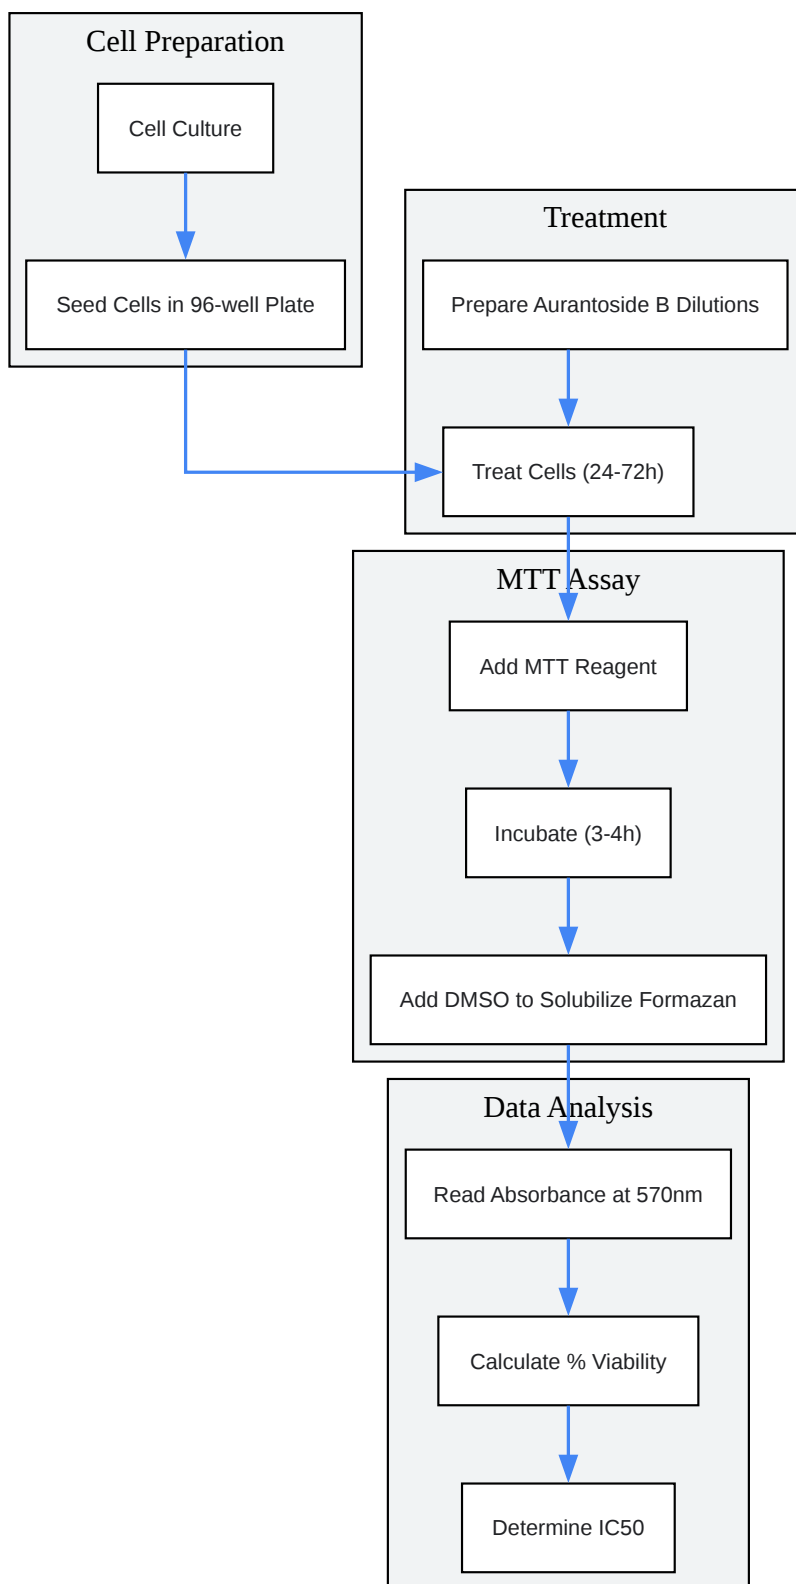 Cell Preparation
Cell Culture
Seed Cells in 96-well Plate
Treatment
Prepare Aurantoside B Dilutions
Treat Cells (24-72h)
MTT Assay
Add MTT Reagent
Incubate (3-4h)
Add DMSO to Solubilize Formazan
Data Analysis
Read Absorbance at 570nm
Calculate % Viability
Determine IC50